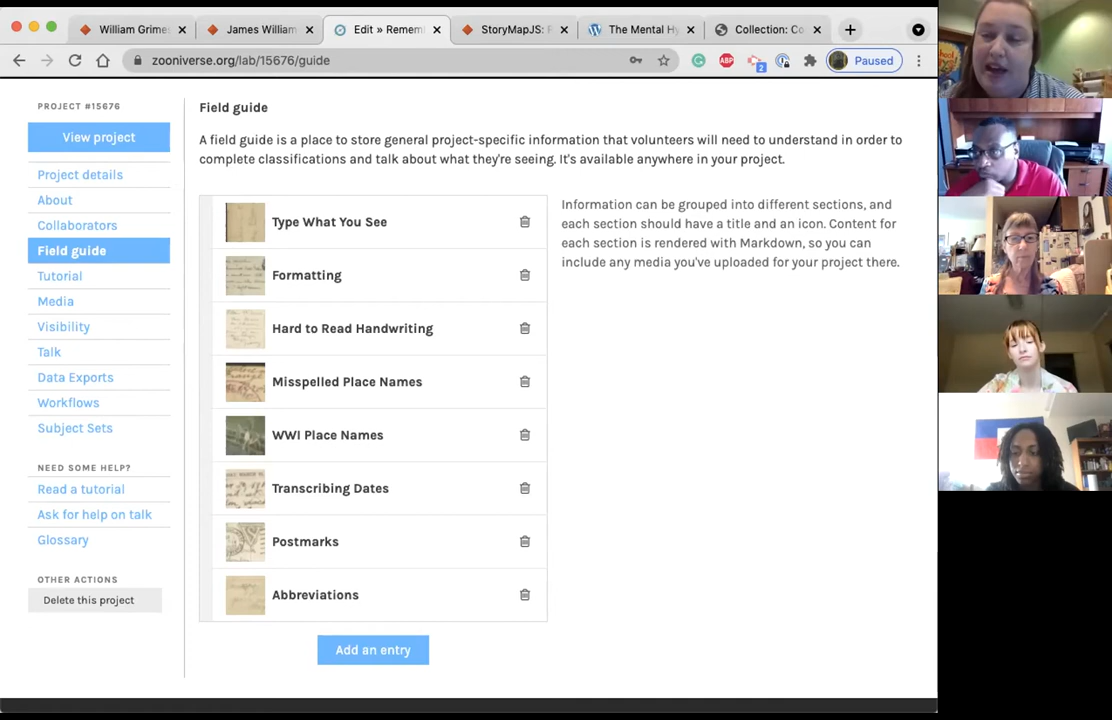 William Grimes
James William
Edit » Rememb
StoryMapJS: F
The Mental Hy
Collection: Co
zooniverse.org/lab/15676/guide
ABP
2
Paused
PROJECT #15676
View project
Project details
About
Collaborators
Field guide
Tutorial
Media
Visibility
Talk
Data Exports
Workflows
Subject Sets
NEED SOME HELP?
Read a tutorial
Ask for help on talk
Glossary
OTHER ACTIONS
Delete this project
Field guide
A field guide is a place to store general project-specific information that volunteers will need to understand in order to
complete classifications and talk about what they're seeing. It's available anywhere in your project.
Type What You See
Formatting
Hard to Read Handwriting
Misspelled Place Names
WWI Place Names
Transcribing Dates
Postmarks
Abbreviations
Add an entry
Information can be grouped into different sections, and
each section should have a title and an icon. Content for
each section is rendered with Markdown, so you can
include any media you've uploaded for your project there.